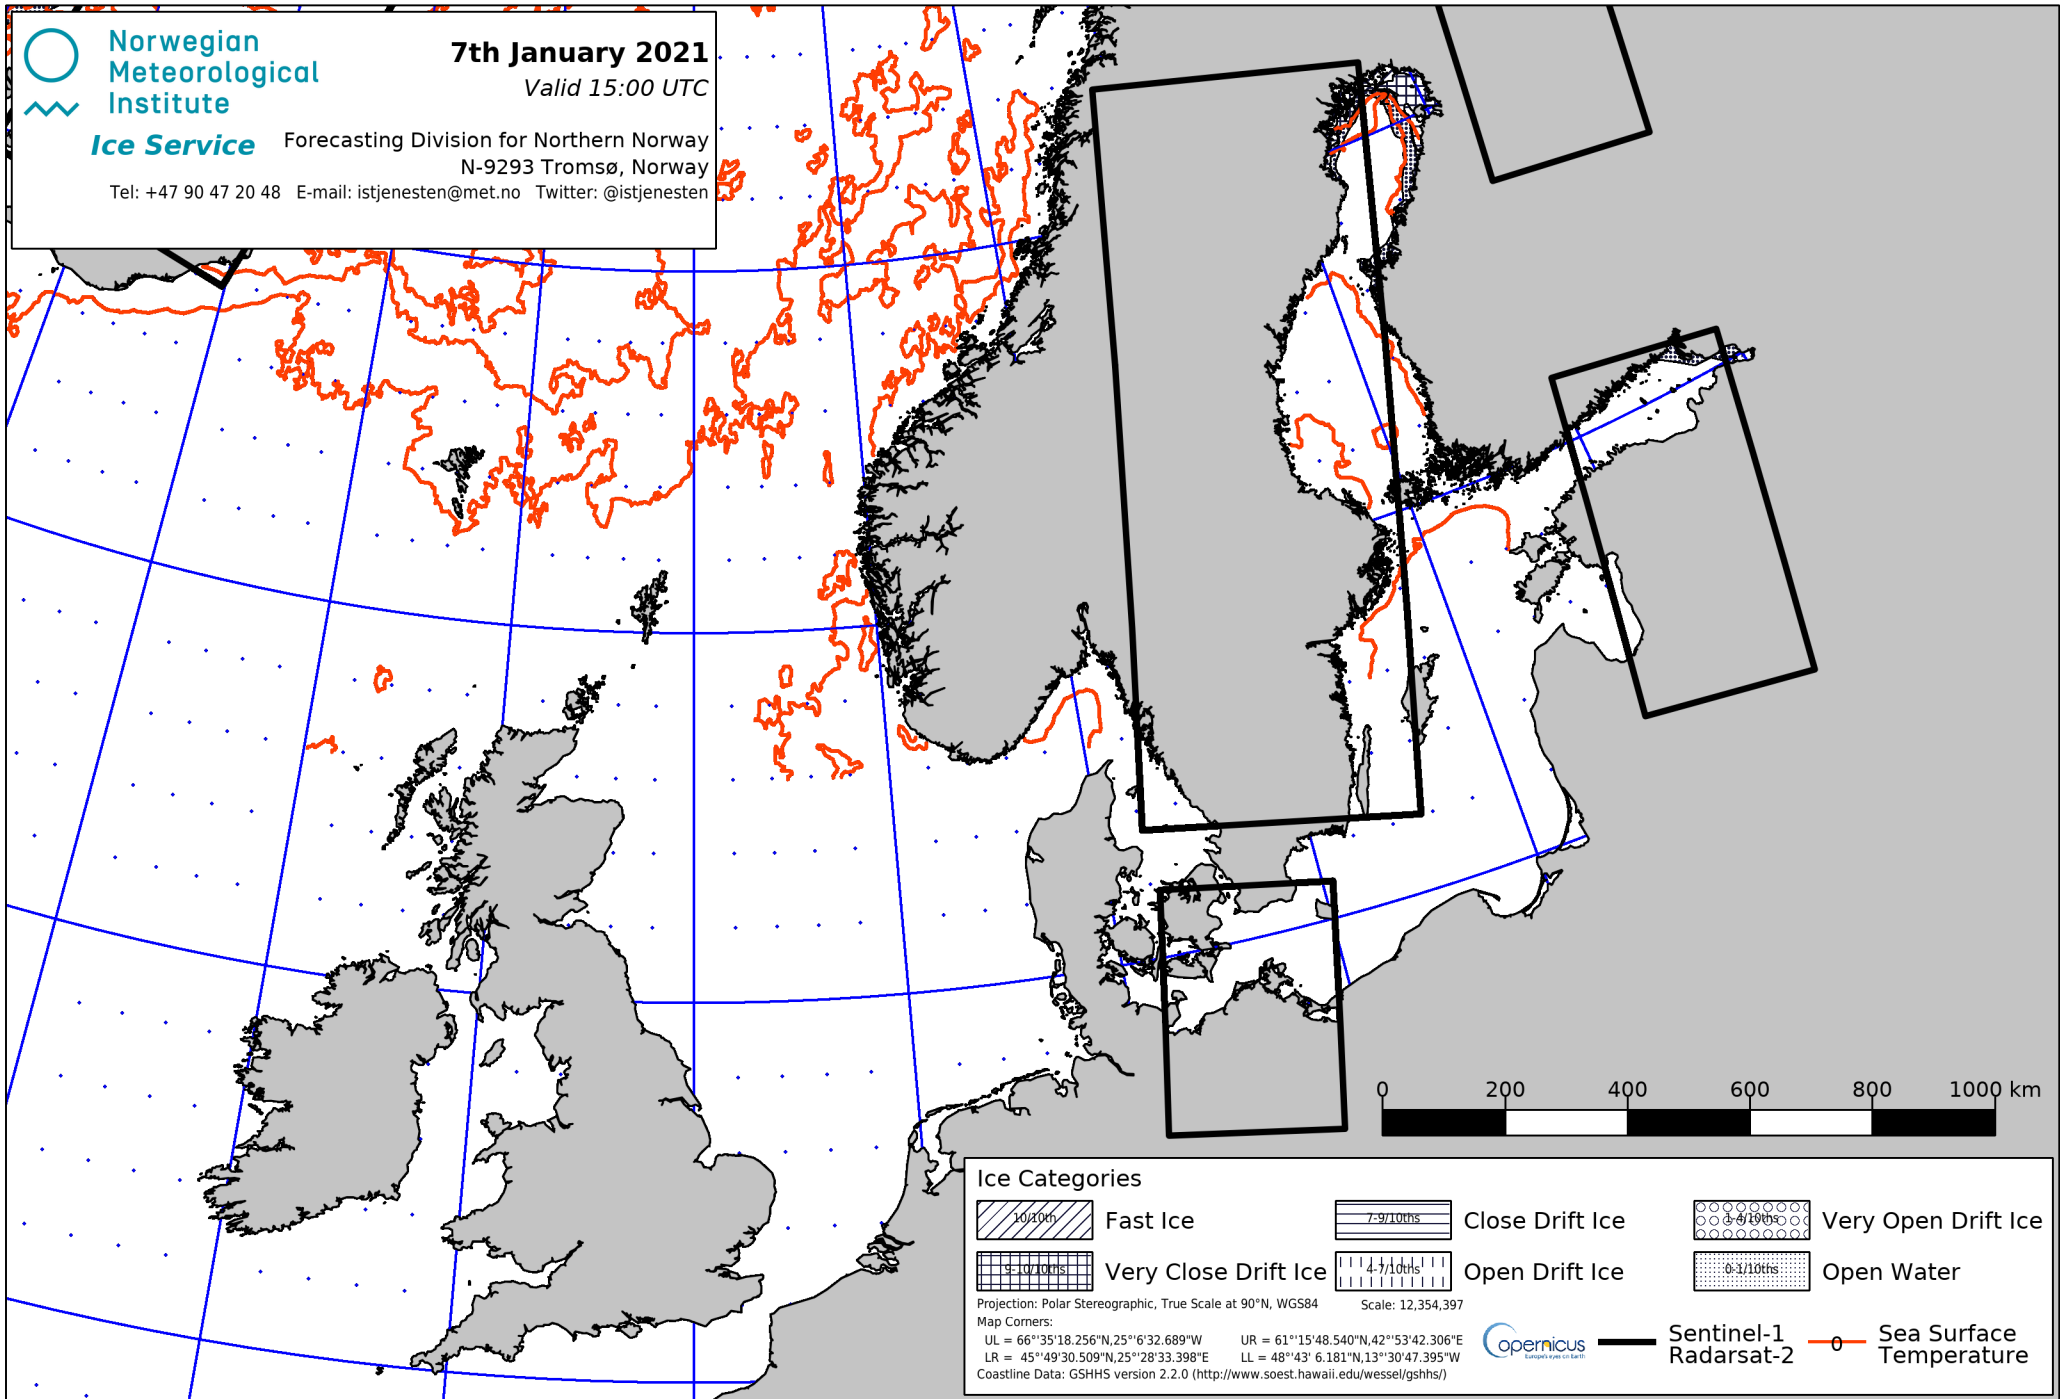 Norwegian
Meteorological
Institute
Ice Service
7th January 2021
Valid 15:00 UTC
Forecasting Division for Northern Norway
N-9293 Tromsø, Norway
Tel: +47 90 47 20 48 E-mail: istjenesten@met.no Twitter: @istjenesten
0 200 400 600 800 1000 km
Ice Categories
10/10th Fast Ice
7-9/10ths Close Drift Ice
1-4/10ths Very Open Drift Ice
9-10/10ths Very Close Drift Ice
4-7/10ths Open Drift Ice
0-1/10ths Open Water
Projection: Polar Stereographic, True Scale at 90°N, WGS84 Scale: 12,354,397
Map Corners:
UL = 66°'35'18.256"N,25°'6'32.689"W UR = 61°'15'48.540"N,42°'53'42.306"E
LR = 45°'49'30.509"N,25°'28'33.398"E LL = 48°'43' 6.181"N,13°'30'47.395"W
Coastline Data: GSHHS version 2.2.0 (http://www.soest.hawaii.edu/wessel/gshhs/)
Copernicus
Europe's eyes on Earth
Sentinel-1
Radarsat-2
0
Sea Surface
Temperature